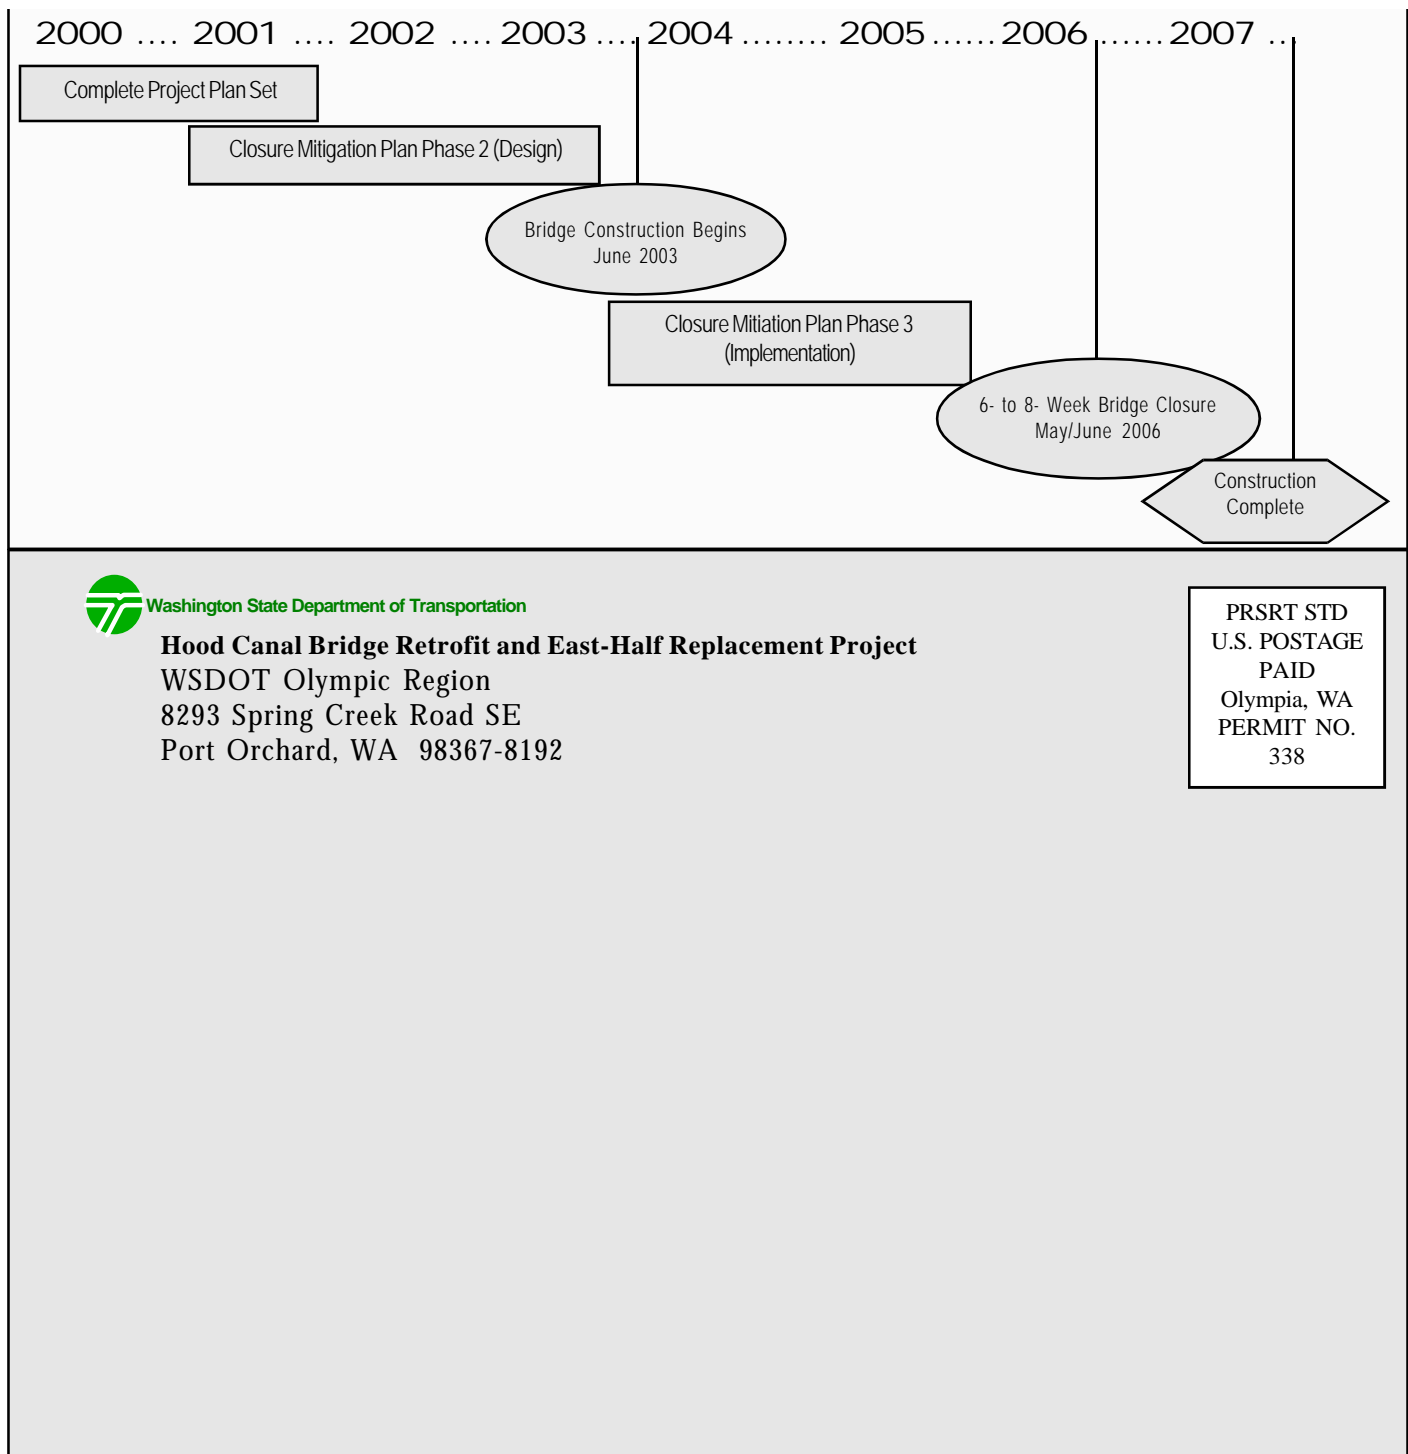 2000 .... 2001 .... 2002 .... 2003 .... 2004 ........ 2005 ...... 2006 ...... 2007 ...
Complete Project Plan Set
Closure Mitigation Plan Phase 2 (Design)
Bridge Construction Begins
June 2003
Closure Mitiation Plan Phase 3
(Implementation)
6- to 8- Week Bridge Closure
May/June 2006
Construction
Complete
Washington State Department of Transportation
Hood Canal Bridge Retrofit and East-Half Replacement Project
WSDOT Olympic Region
8293 Spring Creek Road SE
Port Orchard, WA 98367-8192
PRSRT STD
U.S. POSTAGE
PAID
Olympia, WA
PERMIT NO.
338